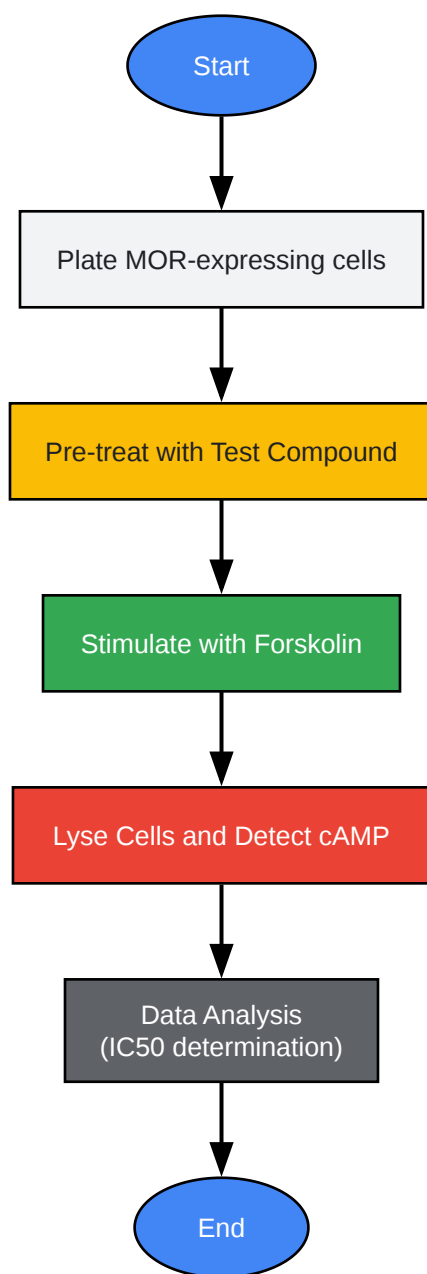 Start
Plate MOR-expressing cells
Pre-treat with Test Compound
Stimulate with Forskolin
Lyse Cells and Detect cAMP
Data Analysis
(IC50 determination)
End